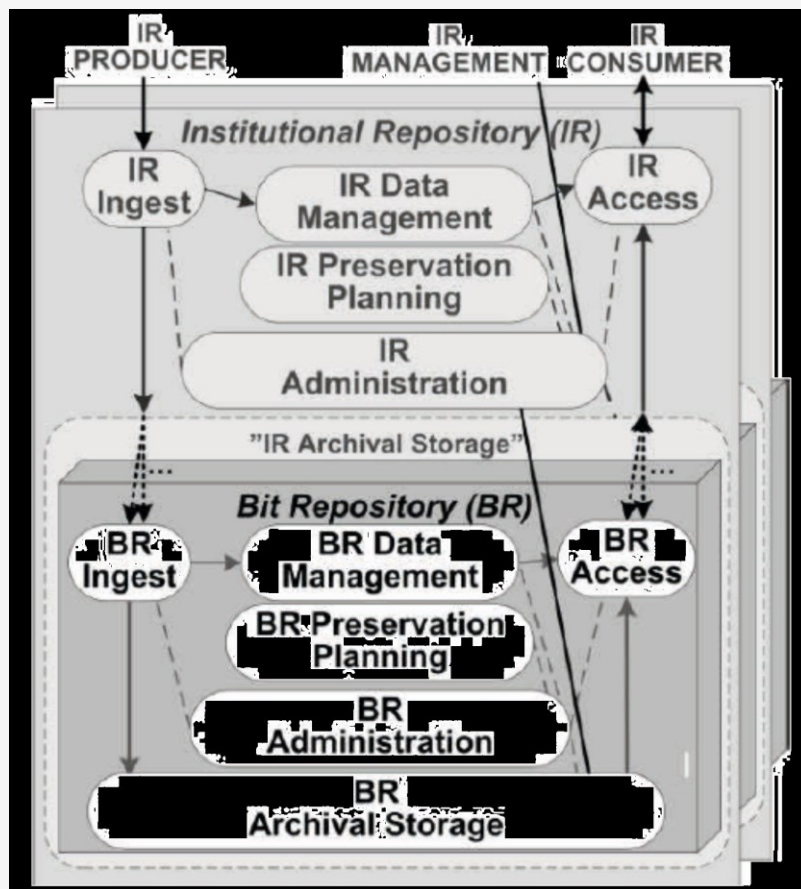 IR
PRODUCER
IR
MANAGEMENT
IR
CONSUMER
Institutional Repository (IR)
IR
Ingest
IR Data
Management
IR
Access
IR Preservation
Planning
IR
Administration
”IR Archival Storage”
...
...
Bit Repository (BR)
BR
Ingest
BR Data
Management
BR
Access
BR Preservation
Planning
BR
Administration
BR
Archival Storage